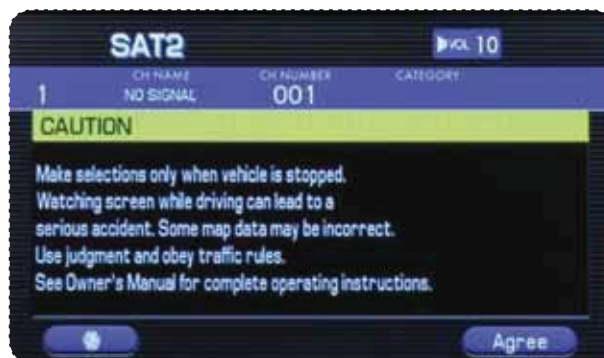 SAT2
VOL 10
CH NAME CH NUMBER CATEGORY
1 NO SIGNAL 001
CAUTION
Make selections only when vehicle is stopped.
Watching screen while driving can lead to a
serious accident. Some map data may be incorrect.
Use judgment and obey traffic rules.
See Owner's Manual for complete operating instructions.
Agree